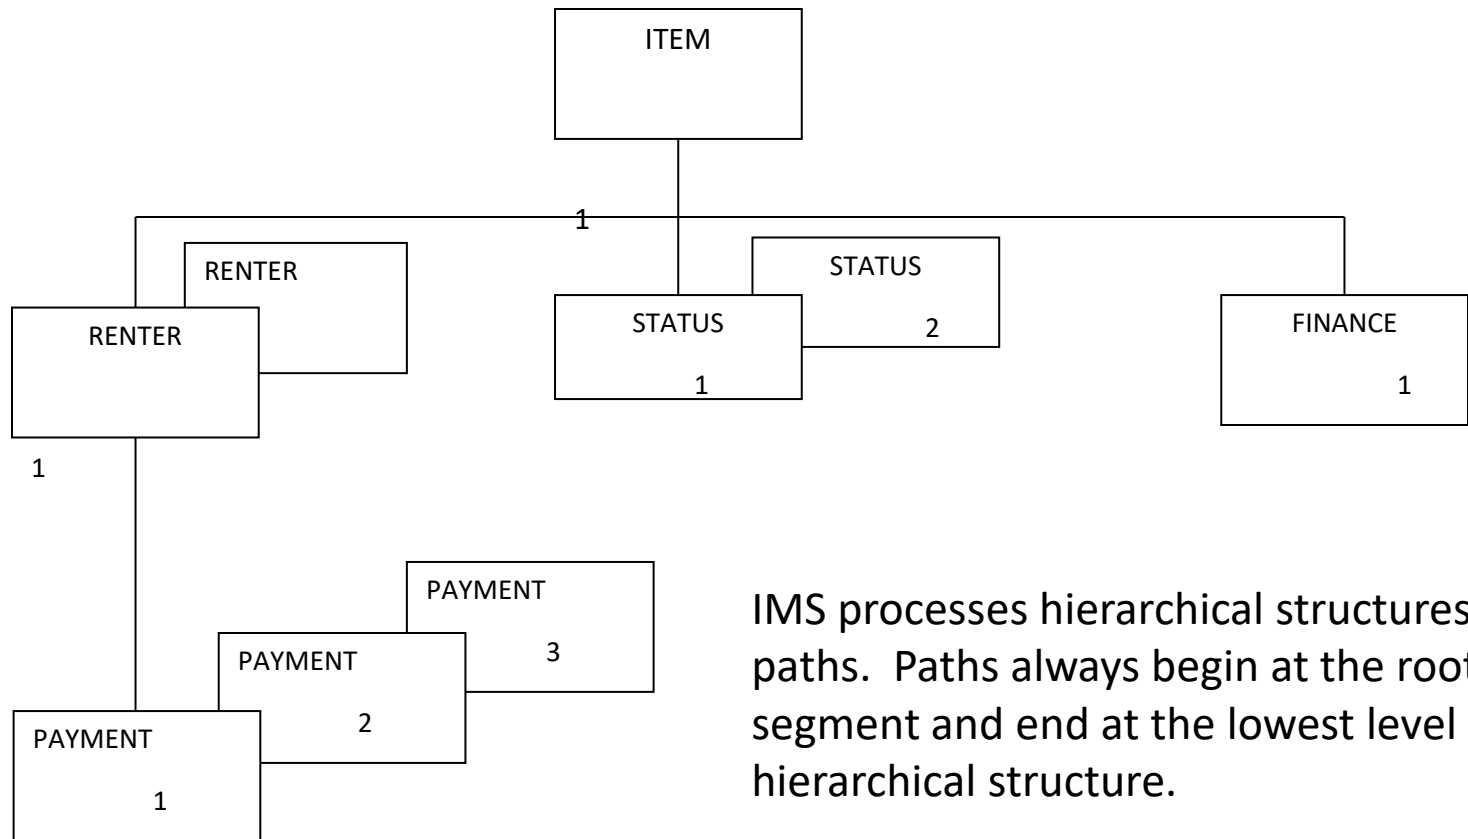 ITEM
1
RENTER
STATUS
RENTER
STATUS
2
FINANCE
1
1
1
PAYMENT
3
PAYMENT
2
PAYMENT
1
IMS processes hierarchical structures
paths. Paths always begin at the root
segment and end at the lowest level
hierarchical structure.